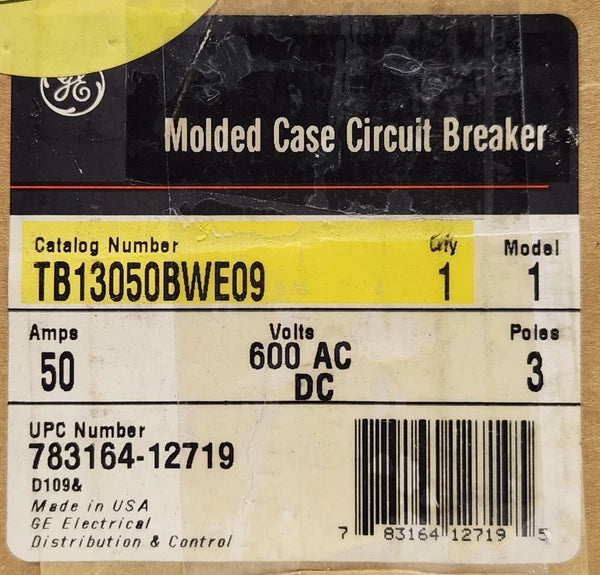 GE
Molded Case Circuit Breaker
Catalog Number Qty Model
TB13050BWE09 1 1
Amps Volts Poles
50 600 AC 3
DC
UPC Number
783164-12719
D109&
Made in USA
GE Electrical
Distribution & Control
7 83164 12719 5